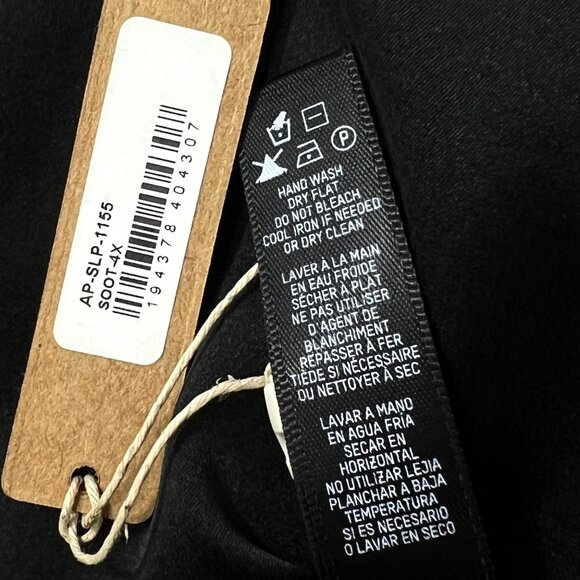 AP-SLP-1155
SOOT-4X
194378 404307
P
HAND WASH
DRY FLAT
DO NOT BLEACH
COOL IRON IF NEEDED
OR DRY CLEAN
LAVER À LA MAIN
EN EAU FROIDE
SÉCHER À PLAT
NE PAS UTILISER
D'AGENT DE
BLANCHIMENT
REPASSER À FER
TIÈDE SI NÉCESSAIRE
OU NETTOYER À SEC
LAVAR A MANO
EN AGUA FRÍA
SECAR EN
HORIZONTAL
NO UTILIZAR LEJÍA
PLANCHAR A BAJA
TEMPERATURA
SI ES NECESARIO
O LAVAR EN SECO